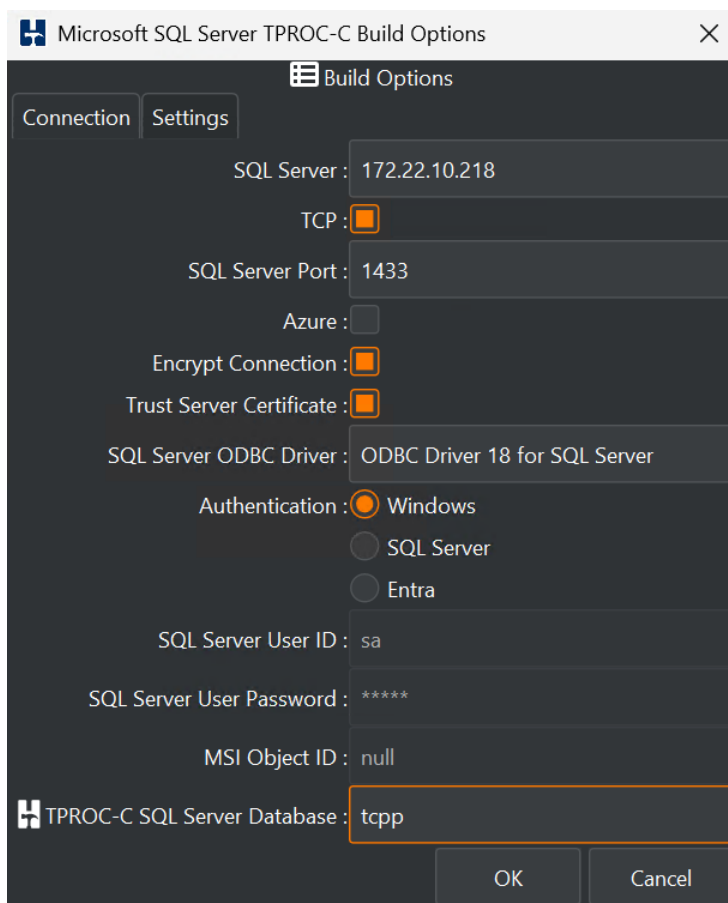 Microsoft SQL Server TPROC-C Build Options
Build Options
Connection Settings
SQL Server : 172.22.10.218
TCP :
SQL Server Port : 1433
Azure :
Encrypt Connection :
Trust Server Certificate :
SQL Server ODBC Driver : ODBC Driver 18 for SQL Server
Authentication : Windows
SQL Server
Entra
SQL Server User ID : sa
SQL Server User Password : *****
MSI Object ID : null
TPROC-C SQL Server Database : tcpp
OK Cancel